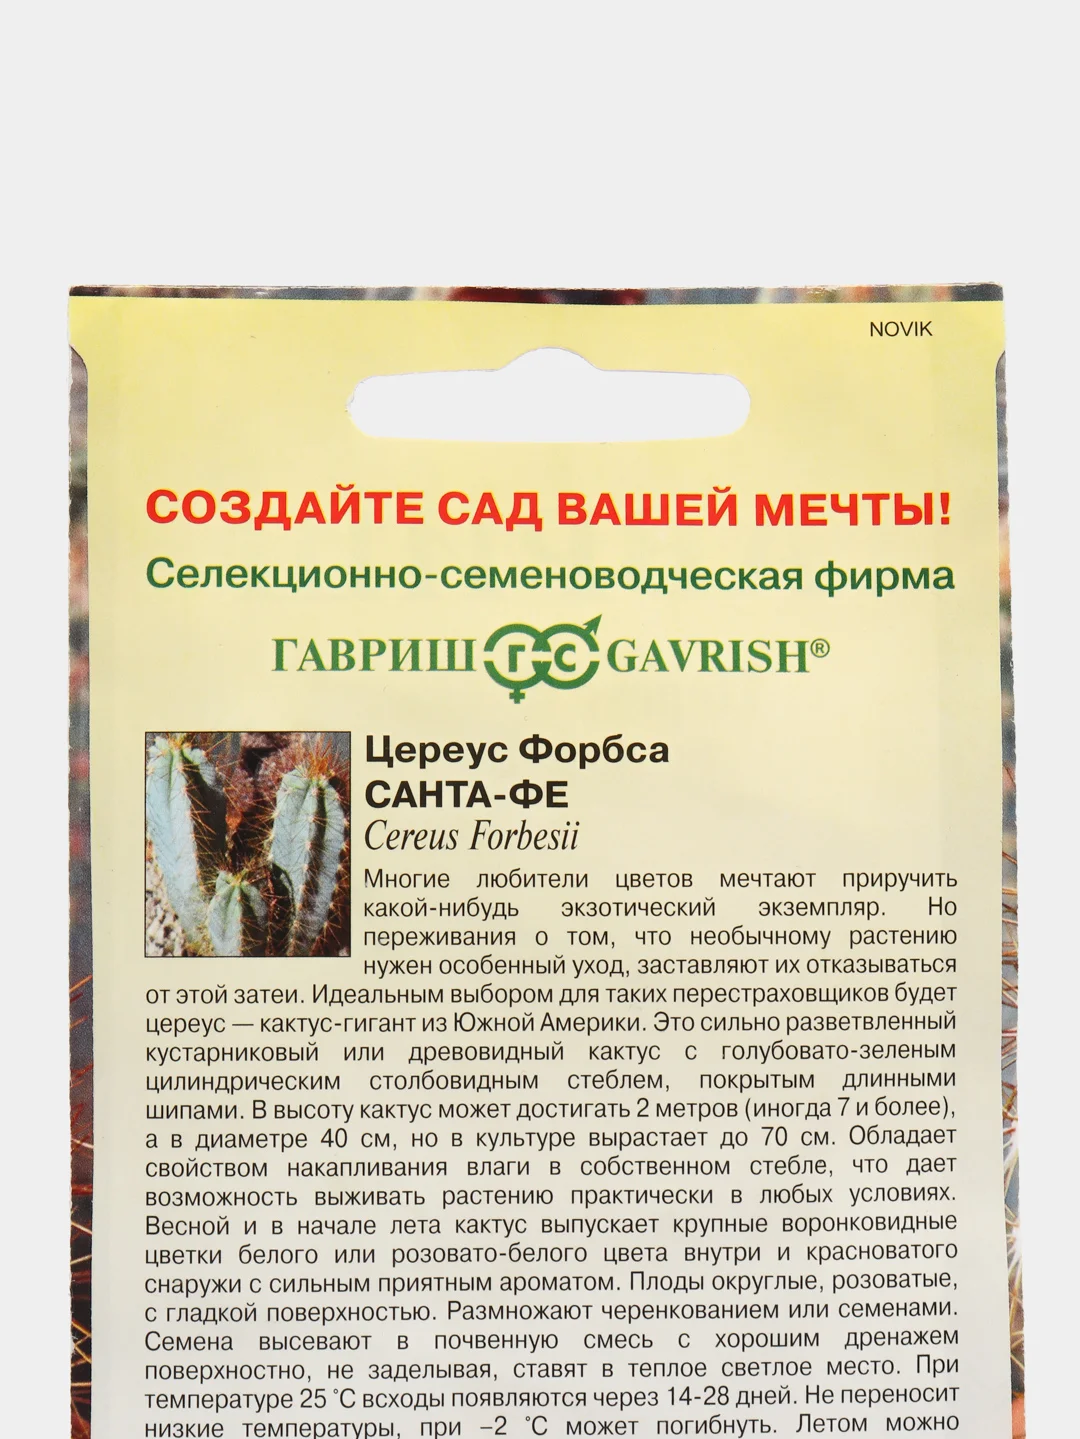 NOVIK
СОЗДАЙТЕ САД ВАШЕЙ МЕЧТЫ!
Селекционно-семеноводческая фирма
ГАВРИШ ГС GAVRISH®
Цереус Форбса
САНТА-ФЕ
Cereus Forbesii
Многие любители цветов мечтают приручить
какой-нибудь экзотический экземпляр. Но
переживания о том, что необычному растению
нужен особенный уход, заставляют их отказываться
от этой затеи. Идеальным выбором для таких перестраховщиков будет
цереус — кактус-гигант из Южной Америки. Это сильно разветвленный
кустарниковый или древовидный кактус с голубовато-зеленым
цилиндрическим столбовидным стеблем, покрытым длинными
шипами. В высоту кактус может достигать 2 метров (иногда 7 и более),
а в диаметре 40 см, но в культуре вырастает до 70 см. Обладает
свойством накапливания влаги в собственном стебле, что дает
возможность выживать растению практически в любых условиях.
Весной и в начале лета кактус выпускает крупные воронковидные
цветки белого или розовато-белого цвета внутри и красноватого
снаружи с сильным приятным ароматом. Плоды округлые, розоватые,
с гладкой поверхностью. Размножают черенкованием или семенами.
Семена высевают в почвенную смесь с хорошим дренажем
поверхностно, не заделывая, ставят в теплое светлое место. При
температуре 25 °С всходы появляются через 14-28 дней. Не переносит
низкие температуры, при –2 °С может погибнуть. Летом можно